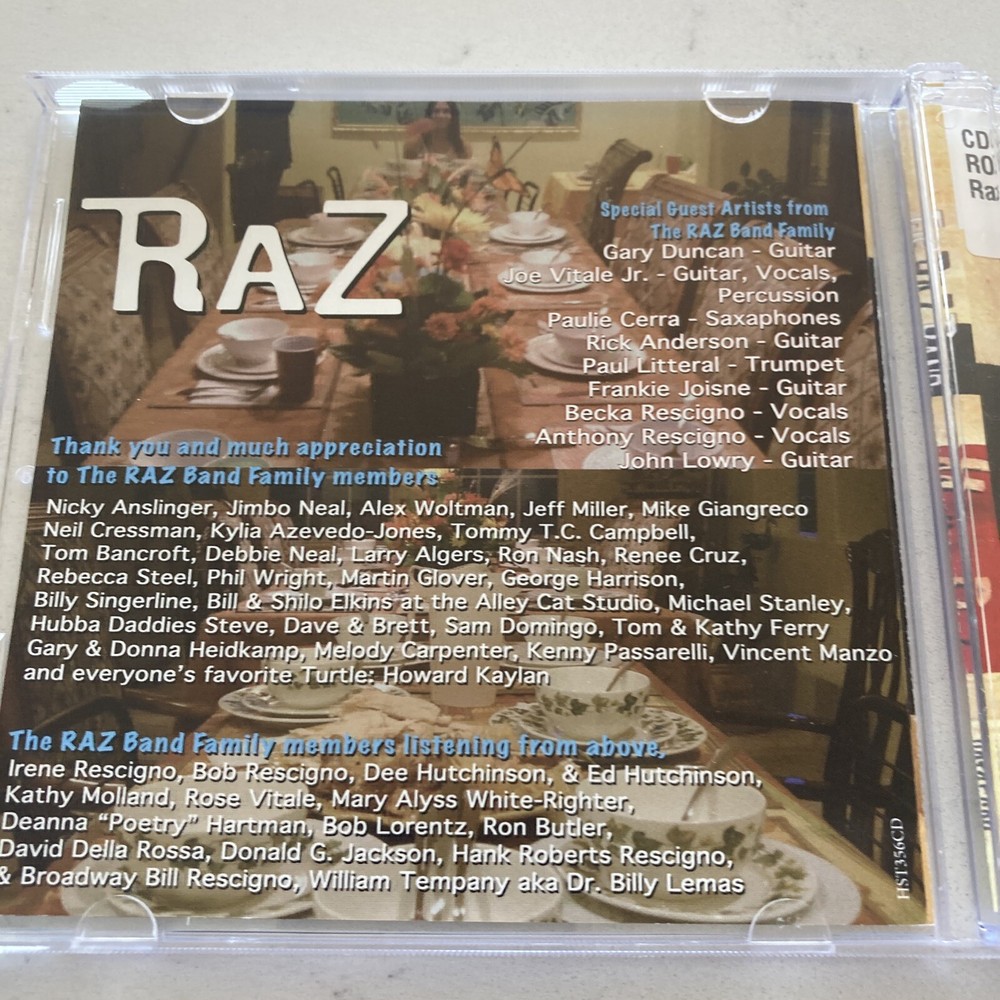 RAZ
Special Guest Artists from
The RAZ Band Family
Gary Duncan - Guitar
Joe Vitale Jr. - Guitar, Vocals,
Percussion
Paulie Cerra - Saxaphones
Rick Anderson - Guitar
Paul Litteral - Trumpet
Frankie Joisne - Guitar
Becka Rescigno - Vocals
Anthony Rescigno - Vocals
John Lowry - Guitar
Thank you and much appreciation
to The RAZ Band Family members
Nicky Anslinger, Jimbo Neal, Alex Woltman, Jeff Miller, Mike Giangreco
Neil Cressman, Kylia Azevedo-Jones, Tommy T.C. Campbell,
Tom Bancroft, Debbie Neal, Larry Algers, Ron Nash, Renee Cruz,
Rebecca Steel, Phil Wright, Martin Glover, George Harrison,
Billy Singerline, Bill & Shilo Elkins at the Alley Cat Studio, Michael Stanley,
Hubba Daddies Steve, Dave & Brett, Sam Domingo, Tom & Kathy Ferry
Gary & Donna Heidkamp, Melody Carpenter, Kenny Passarelli, Vincent Manzo
and everyone's favorite Turtle: Howard Kaylan
The RAZ Band Family members listening from above,
Irene Rescigno, Bob Rescigno, Dee Hutchinson, & Ed Hutchinson,
Kathy Molland, Rose Vitale, Mary Alyss White-Righter,
Deanna "Poetry" Hartman, Bob Lorentz, Ron Butler,
David Della Rossa, Donald G. Jackson, Hank Roberts Rescigno,
& Broadway Bill Rescigno, William Tempany aka Dr. Billy Lemas
HST356CD
CD
RO
Raz